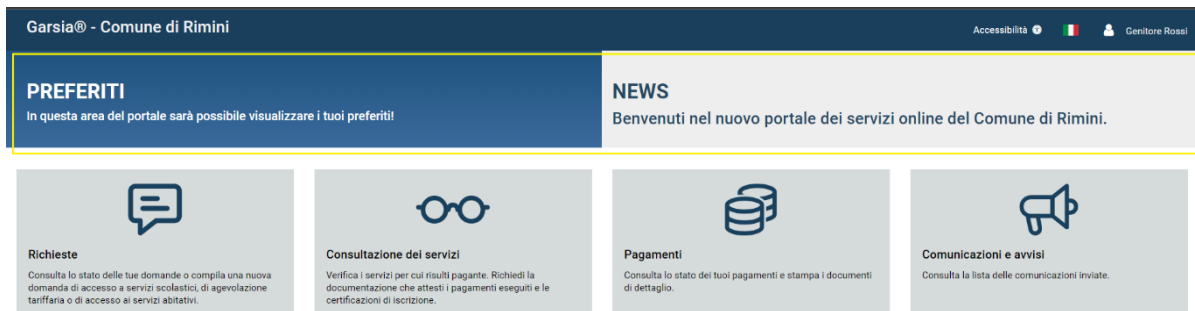 Garsia® - Comune di Rimini
Accessibilità
Genitore Rossi
PREFERITI
In questa area del portale sarà possibile visualizzare i tuoi preferiti!
NEWS
Benvenuti nel nuovo portale dei servizi online del Comune di Rimini.
Richieste
Consulta lo stato delle tue domande o compila una nuova
domanda di accesso a servizi scolastici, di agevolazione
tariffaria o di accesso ai servizi abitativi.
Consultazione dei servizi
Verifica i servizi per cui risulti pagante. Richiedi la
documentazione che attesti i pagamenti eseguiti e le
certificazioni di iscrizione.
Pagamenti
Consulta lo stato dei tuoi pagamenti e stampa i documenti
di dettaglio.
Comunicazioni e avvisi
Consulta la lista delle comunicazioni inviate.